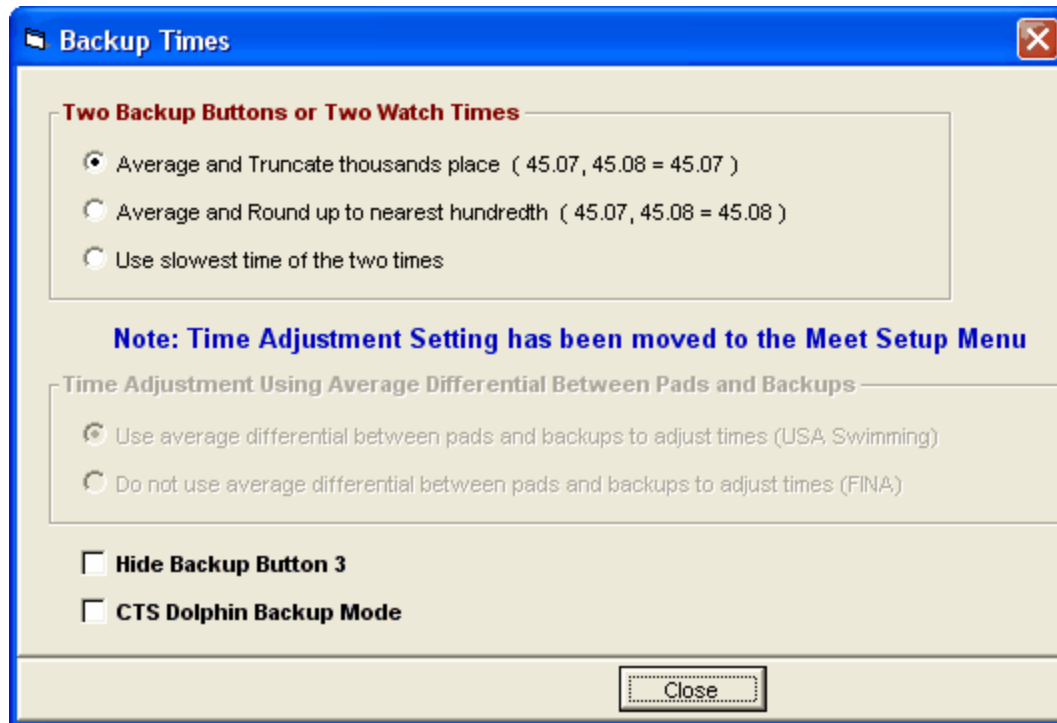 Backup Times
Two Backup Buttons or Two Watch Times
Average and Truncate thousands place ( 45.07, 45.08 = 45.07 )
Average and Round up to nearest hundredth ( 45.07, 45.08 = 45.08 )
Use slowest time of the two times
Note: Time Adjustment Setting has been moved to the Meet Setup Menu
Time Adjustment Using Average Differential Between Pads and Backups
Use average differential between pads and backups to adjust times (USA Swimming)
Do not use average differential between pads and backups to adjust times (FINA)
Hide Backup Button 3
CTS Dolphin Backup Mode
Close